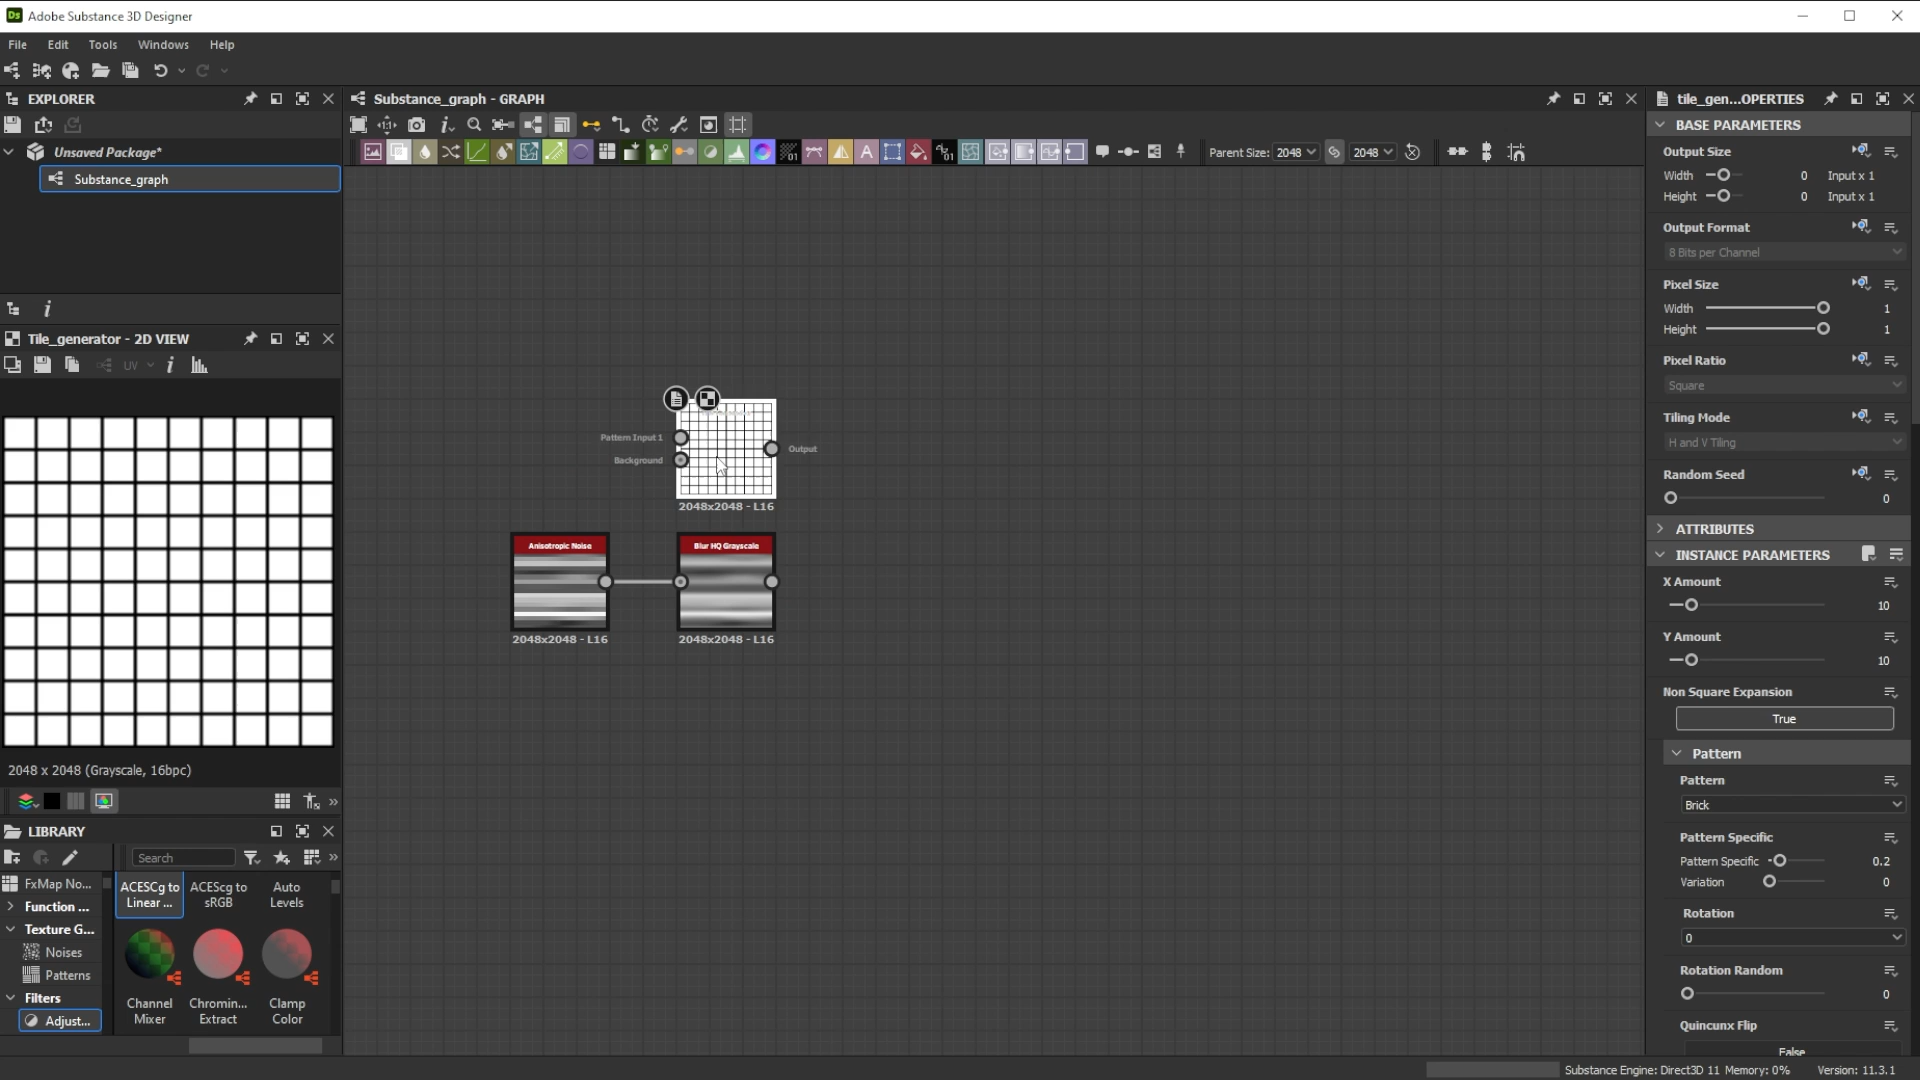 Adobe Substance 3D Designer
File Edit Tools Windows Help
EXPLORER
Unsaved Package*
Substance_graph
Tile_generator - 2D VIEW
UV
2048 x 2048 (Grayscale, 16bpc)
LIBRARY
Search
FxMap No...
Function ...
Texture G...
Noises
Patterns
Filters
Adjust...
ACESCg to Linear ...
ACEScg to sRGB
Auto Levels
Channel Mixer
Chromin... Extract
Clamp Color
Substance_graph - GRAPH
Parent Size: 2048 2048
Pattern Input 1
Background
Output
2048x2048 - L16
Anisotropic Noise
2048x2048 - L16
Blur HQ Grayscale
2048x2048 - L16
tile_gen...OPERTIES
BASE PARAMETERS
Output Size
Width 0 Input x 1
Height 0 Input x 1
Output Format
8 Bits per Channel
Pixel Size
Width 1
Height 1
Pixel Ratio
Square
Tiling Mode
H and V Tiling
Random Seed
0
ATTRIBUTES
INSTANCE PARAMETERS
X Amount
10
Y Amount
10
Non Square Expansion
True
Pattern
Pattern
Brick
Pattern Specific
Pattern Specific 0.2
Variation 0
Rotation
0
Rotation Random
0
Quincunx Flip
False
Substance Engine: Direct3D 11 Memory: 0% Version: 11.3.1